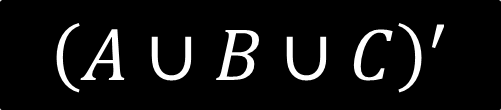 (A ∪ B ∪ C)′